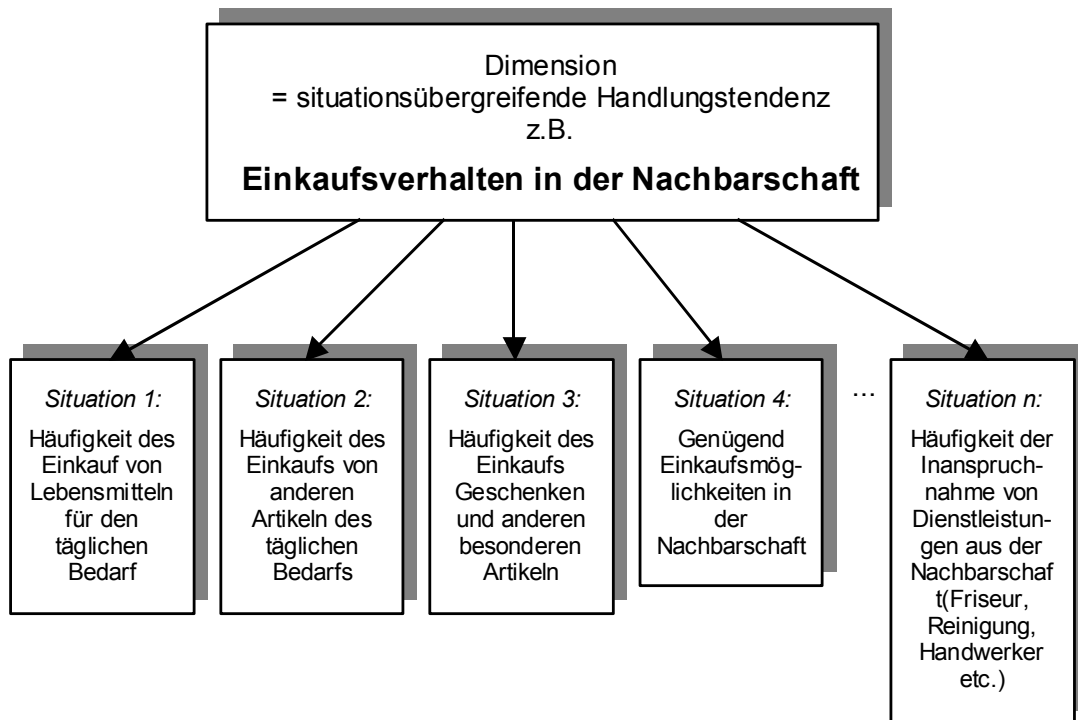 Dimension
= situationsübergreifende Handlungstendenz
z.B.
Einkaufsverhalten in der Nachbarschaft
Situation 1:
Häufigkeit des
Einkauf von
Lebensmitteln
für den
täglichen
Bedarf
Situation 2:
Häufigkeit des
Einkaufs von
anderen
Artikeln des
täglichen
Bedarfs
Situation 3:
Häufigkeit des
Einkaufs
Geschenken
und anderen
besonderen
Artikeln
Situation 4:
Genügend
Einkaufsmög-
lichkeiten in
der
Nachbarschaft
...
Situation n:
Häufigkeit der
Inanspruch-
nahme von
Dienstleistun-
gen aus der
Nachbarschaf
t(Friseur,
Reinigung,
Handwerker
etc.)